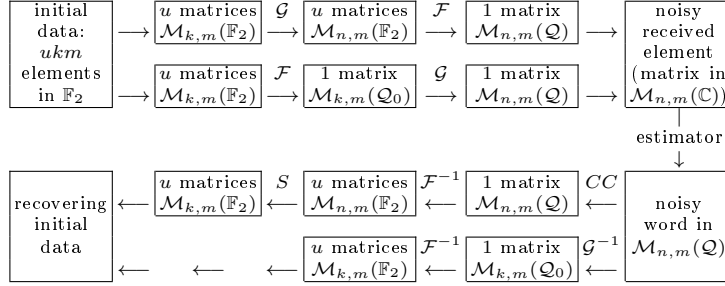 initial data: ukm elements in 𝔽₂
⟶ u matrices ℳ_{k,m}(𝔽₂) 𝒢 ⟶ u matrices ℳ_{n,m}(𝔽₂) ℱ ⟶ 1 matrix ℳ_{n,m}(𝒬) ⟶
⟶ u matrices ℳ_{k,m}(𝔽₂) ℱ ⟶ 1 matrix ℳ_{k,m}(𝒬₀) 𝒢 ⟶ 1 matrix ℳ_{n,m}(𝒬) ⟶
noisy received element (matrix in ℳ_{n,m}(ℂ))
| estimator ↓
recovering initial data
⟵ u matrices ℳ_{k,m}(𝔽₂) S ⟵ u matrices ℳ_{n,m}(𝔽₂) ℱ⁻¹ ⟵ 1 matrix ℳ_{n,m}(𝒬) CC ⟵
⟵ ⟵ ⟵ u matrices ℳ_{k,m}(𝔽₂) ℱ⁻¹ ⟵ 1 matrix ℳ_{k,m}(𝒬₀) 𝒢⁻¹ ⟵
noisy word in ℳ_{n,m}(𝒬)